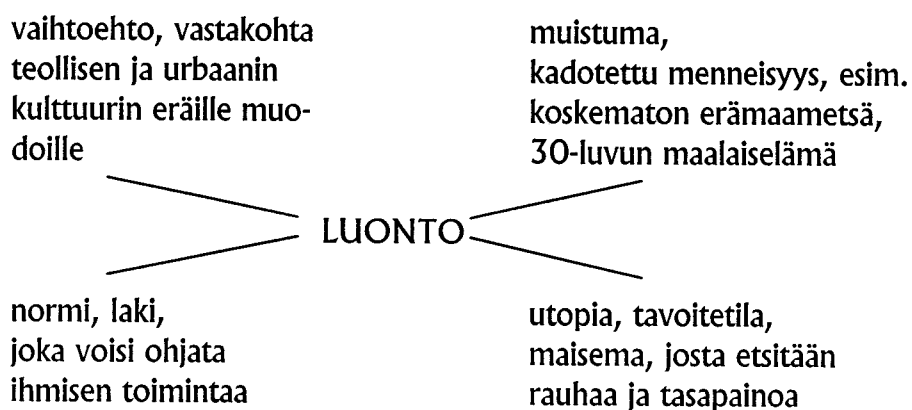 vaihtoehto, vastakohta
teollisen ja urbaanin
kulttuurin eräille muo-
doille
muistuma,
kadotettu menneisyys, esim.
koskematon erämaametsä,
30-luvun maalaiselämä
LUONTO
normi, laki,
joka voisi ohjata
ihmisen toimintaa
utopia, tavoitetila,
maisema, josta etsitään
rauhaa ja tasapainoa